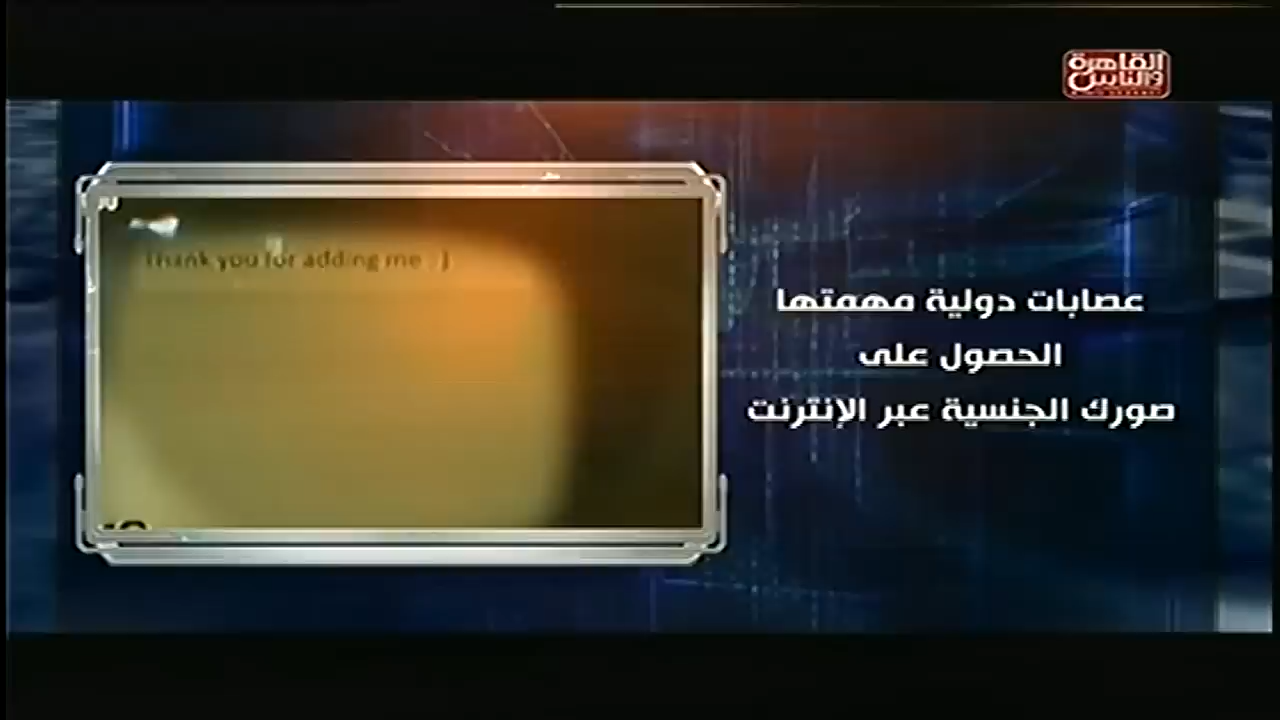 القاهرة
والناس
Thank you for adding me :)
عصابات دولية مهمتها
الحصول على
صورك الجنسية عبر الإنترنت